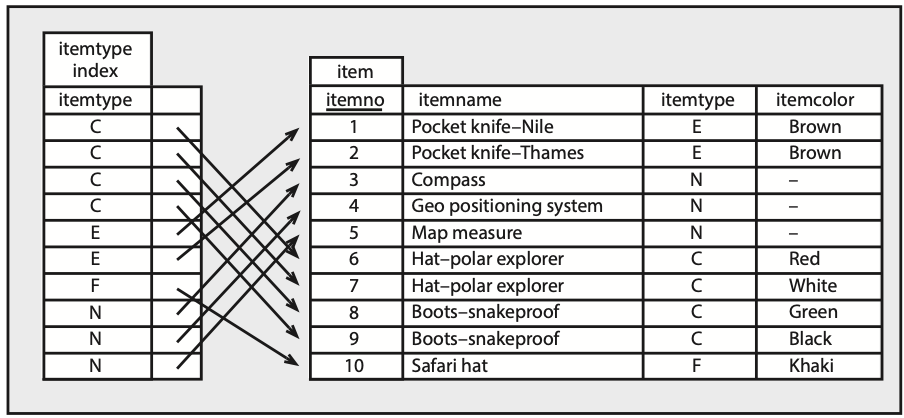 itemtype
index
itemtype
C
C
C
C
E
E
F
N
N
N
item
itemno itemname itemtype itemcolor
1 Pocket knife–Nile E Brown
2 Pocket knife–Thames E Brown
3 Compass N –
4 Geo positioning system N –
5 Map measure N –
6 Hat–polar explorer C Red
7 Hat–polar explorer C White
8 Boots–snakeproof C Green
9 Boots–snakeproof C Black
10 Safari hat F Khaki